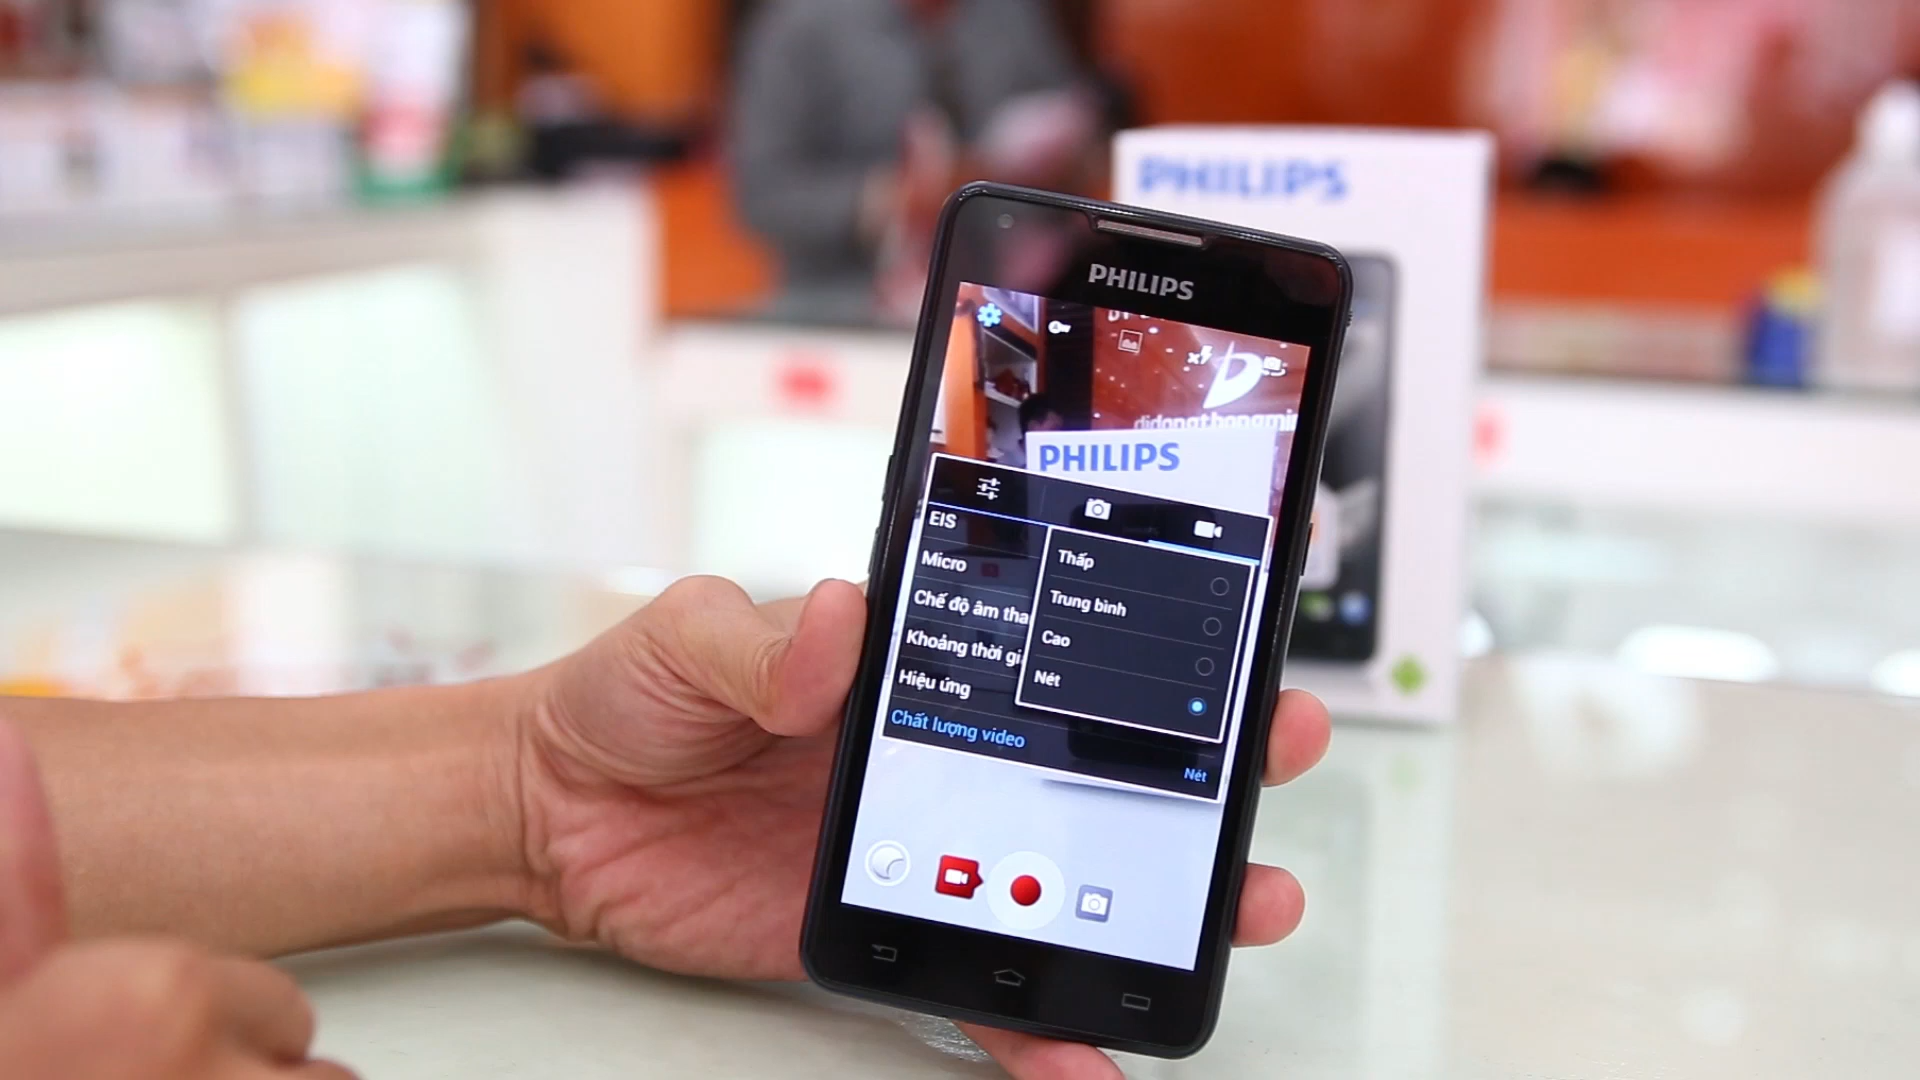 PHILIPS
PHILIPS
didongthongmin
PHILIPS
EIS
Micro
Chế độ âm tha
Khoảng thời gi
Hiệu ứng
Chất lượng video
Nét
Thấp
Trung bình
Cao
Nét